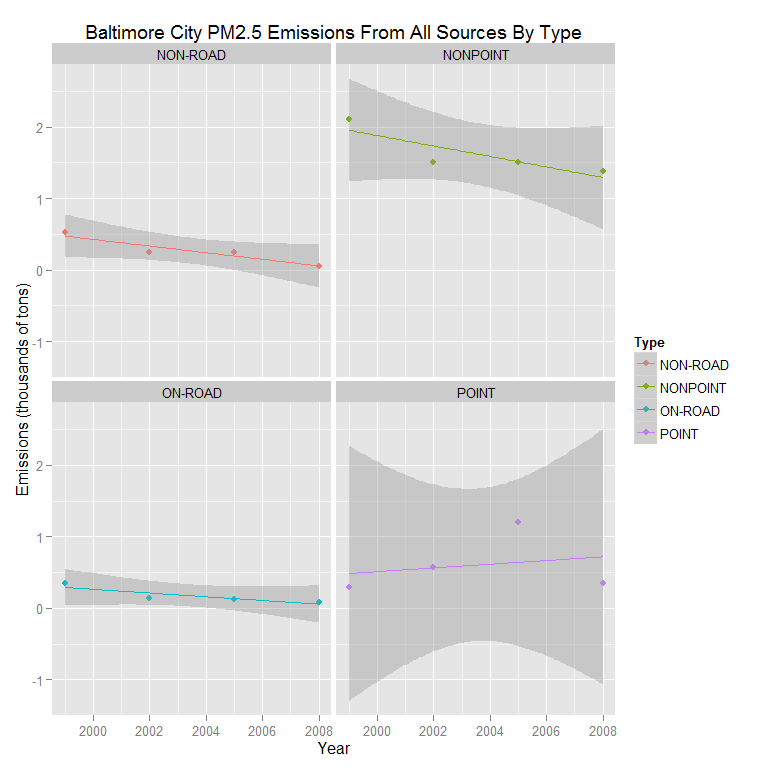 Baltimore City PM2.5 Emissions From All Sources By Type
NON-ROAD NONPOINT
2
1
0
-1
ON-ROAD POINT
2
1
0
-1
Emissions (thousands of tons)
2000 2002 2004 2006 2008 2000 2002 2004 2006 2008
Year
Type
NON-ROAD
NONPOINT
ON-ROAD
POINT